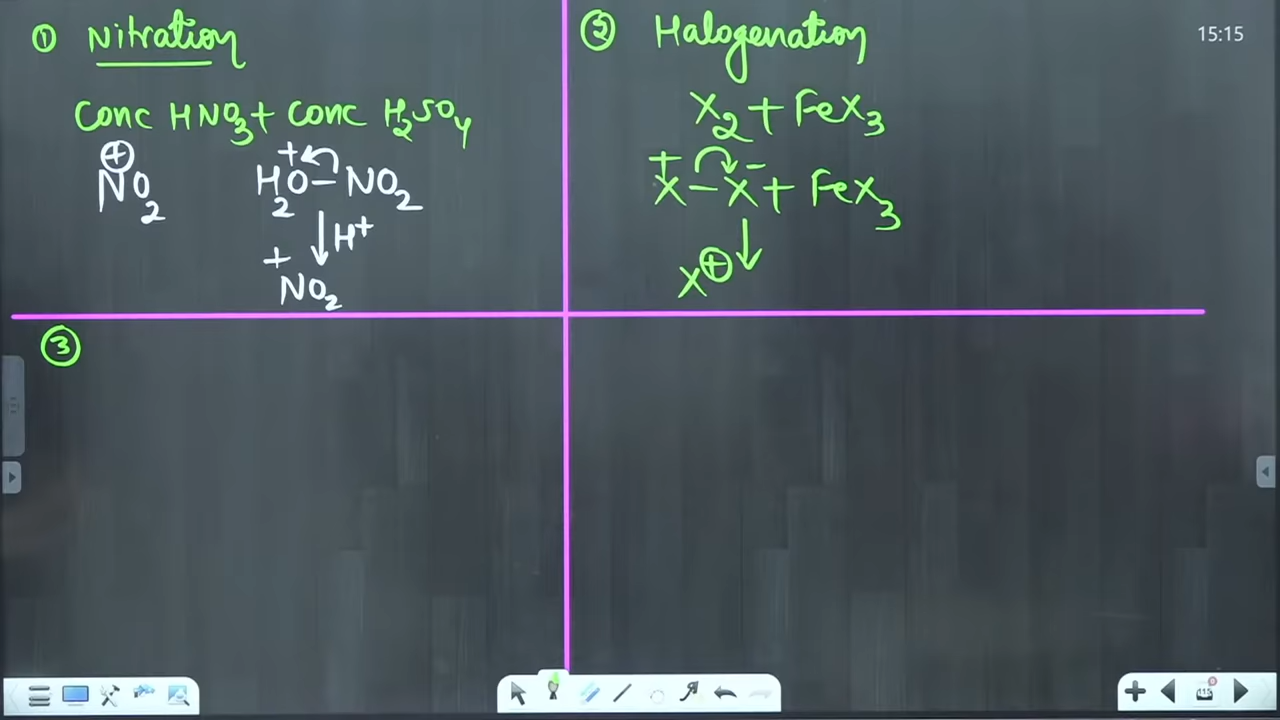 ① Nitration
Conc HNO₃ + Conc H₂SO₄
⊕
NO₂
+
H₂O – NO₂
↓ H⁺
+
NO₂
② Halogenation
X₂ + FeX₃
+ −
X – X + FeX₃
↓
X⊕
③
15:15